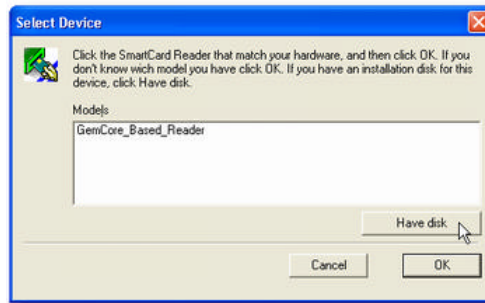 Select Device
Click the SmartCard Reader that match your hardware, and then click OK. If you
don't know wich model you have click OK. If you have an installation disk for this
device, click Have disk.
Models
GemCore_Based_Reader
Have disk
Cancel
OK